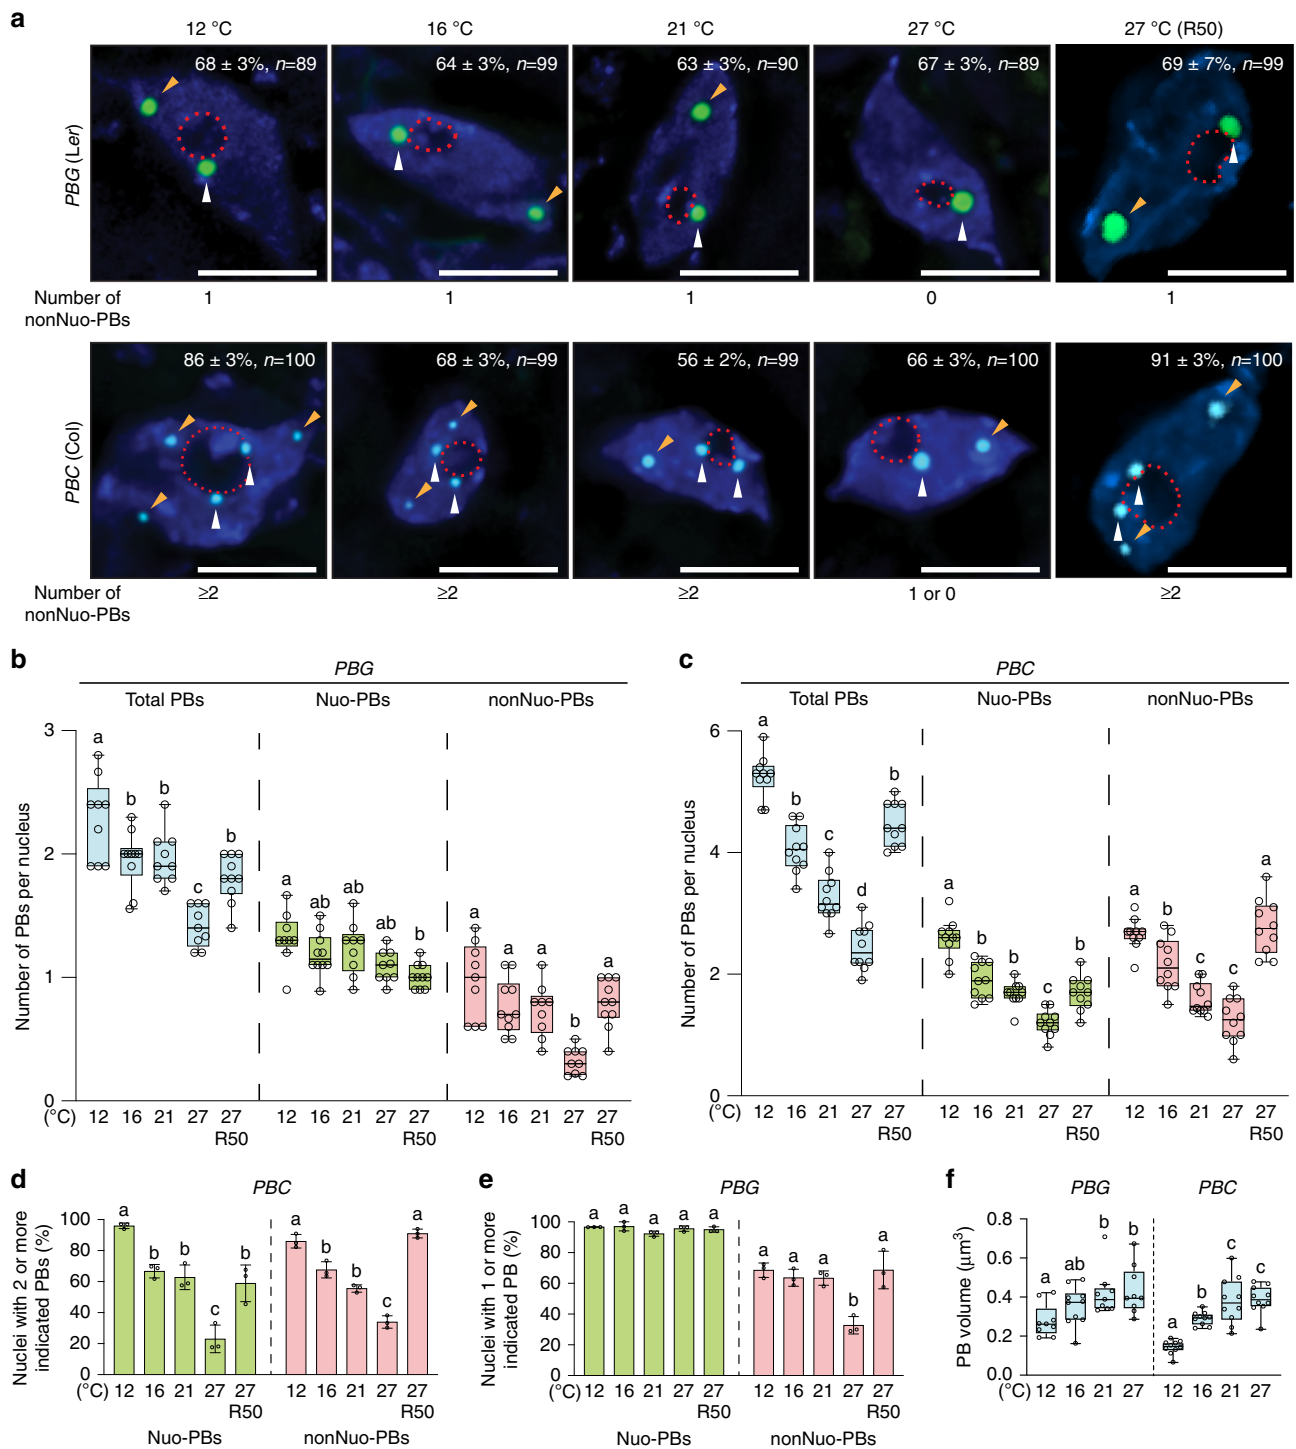 a
12 °C 16 °C 21 °C 27 °C 27 °C (R50)
PBG (Ler)
68 ± 3%, n=89 64 ± 3%, n=99 63 ± 3%, n=90 67 ± 3%, n=89 69 ± 7%, n=99
Number of nonNuo-PBs 1 1 1 0 1
PBC (Col)
86 ± 3%, n=100 68 ± 3%, n=99 56 ± 2%, n=99 66 ± 3%, n=100 91 ± 3%, n=100
Number of nonNuo-PBs ≥2 ≥2 ≥2 1 or 0 ≥2
b
PBG
Total PBs Nuo-PBs nonNuo-PBs
Number of PBs per nucleus
3
2
1
0
a b b c b a ab ab ab b a a a b a
(°C) 12 16 21 27 27 R50 12 16 21 27 27 R50 12 16 21 27 27 R50
c
PBC
Total PBs Nuo-PBs nonNuo-PBs
Number of PBs per nucleus
6
4
2
0
a b c d b a b b c b a b c c a
(°C) 12 16 21 27 27 R50 12 16 21 27 27 R50 12 16 21 27 27 R50
d
PBC
Nuclei with 2 or more indicated PBs (%)
100
80
60
40
20
0
a b b c b a b b c a
(°C) 12 16 21 27 27 R50 12 16 21 27 27 R50
Nuo-PBs nonNuo-PBs
e
PBG
Nuclei with 1 or more indicated PB (%)
100
80
60
40
20
0
a a a a a a a a b a
(°C) 12 16 21 27 27 R50 12 16 21 27 27 R50
Nuo-PBs nonNuo-PBs
f
PBG PBC
PB volume (µm³)
0.8
0.6
0.4
0.2
0.0
a ab b b a b c c
(°C) 12 16 21 27 12 16 21 27